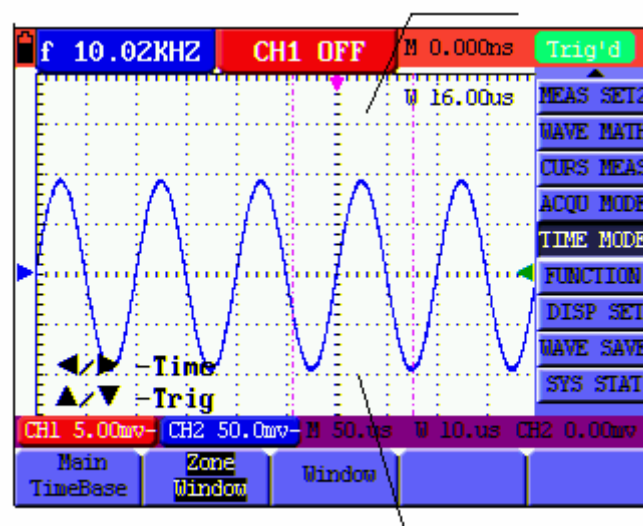 f 10.02KHZ CH1 OFF M 0.000ns Trig'd
W 16.00us
MEAS SET2
WAVE MATH
CURS MEAS
ACQU MODE
TIME MODE
FUNCTION
DISP SET
WAVE SAVE
SYS STAT
◀/▶ -Time
▲/▼ -Trig
CH1 5.00mv- CH2 50.0mv- M 50.us W 10.us CH2 0.00mv
Main
TimeBase
Zone
Window
Window